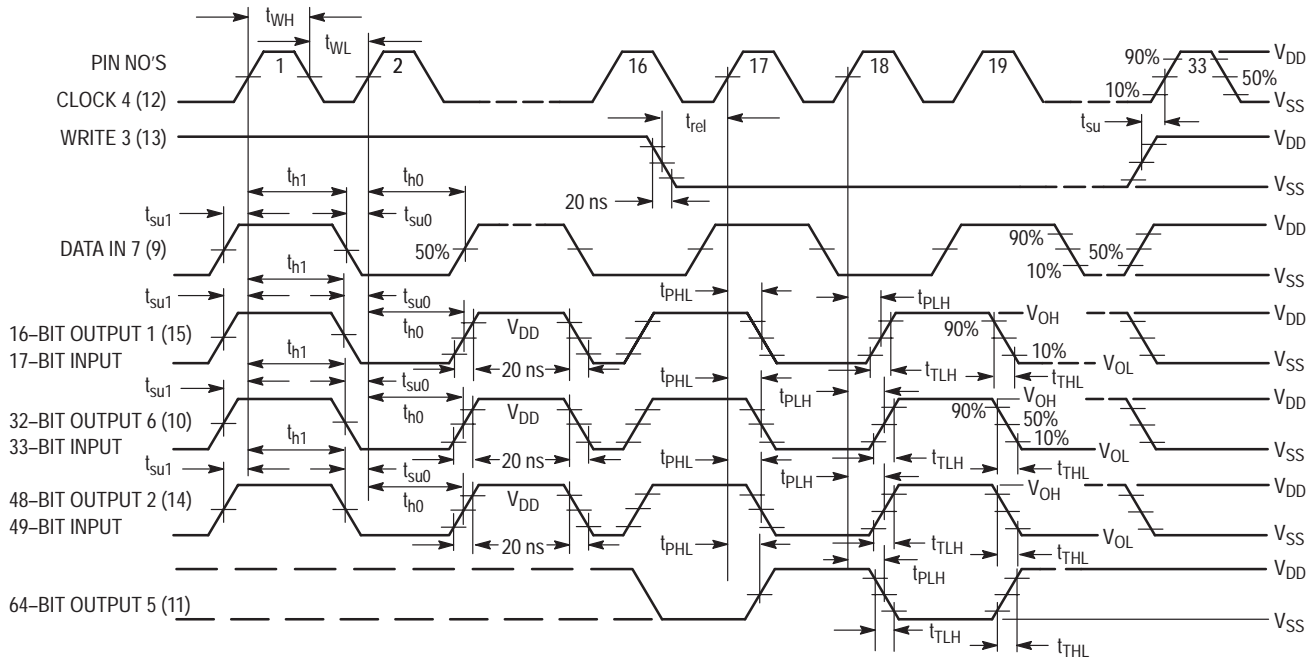 tWH
tWL
PIN NO'S
1
2
16
17
18
19
90%
33
VDD
50%
CLOCK 4 (12)
10%
VSS
trel
tsu
WRITE 3 (13)
VDD
th1
th0
20 ns
VSS
tsu1
tsu0
VDD
DATA IN 7 (9)
50%
90%
50%
10%
th1
VSS
tsu1
tsu0
tPHL
tPLH
16–BIT OUTPUT 1 (15)
th0
VDD
90%
VOH
VDD
17–BIT INPUT
th1
20 ns
10%
VOL
VSS
tsu1
tsu0
tPHL
tPLH
tTLH
tTHL
32–BIT OUTPUT 6 (10)
th0
VDD
90%
VOH
50%
VDD
33–BIT INPUT
th1
20 ns
10%
VOL
VSS
tsu1
tsu0
tPHL
tPLH
tTLH
tTHL
48–BIT OUTPUT 2 (14)
th0
VDD
VOH
VDD
49–BIT INPUT
20 ns
tPHL
tTLH
tTHL
VOL
VSS
tPLH
VDD
64–BIT OUTPUT 5 (11)
VSS
tTLH
tTHL